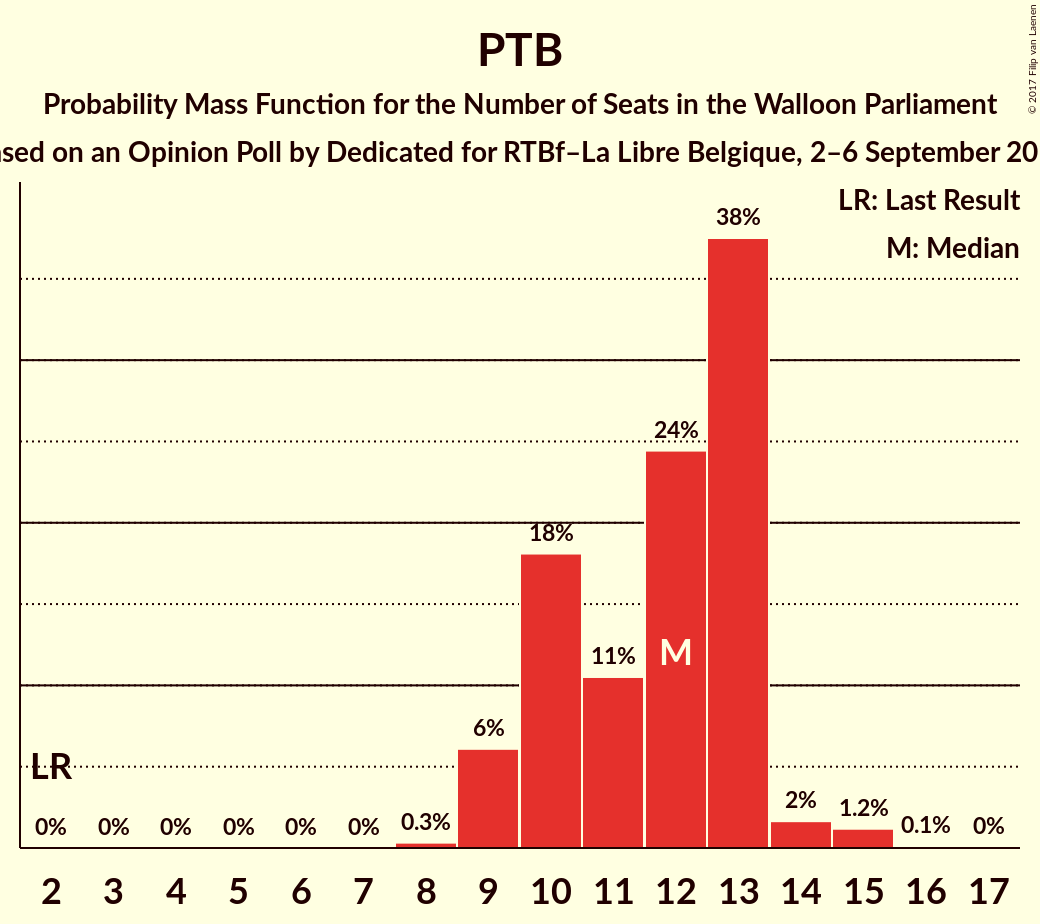 PTB
Probability Mass Function for the Number of Seats in the Walloon Parliament
on an Opinion Poll by Dedicated for RTBf–La Libre Belgique, 2–6 September
© 2017 Filip van Laenen
LR: Last Result
M: Median
38%
24%
18%
11%
M
6%
LR
2%
1.2%
0% 0% 0% 0% 0% 0% 0.3% 0.1% 0%
2 3 4 5 6 7 8 9 10 11 12 13 14 15 16 17